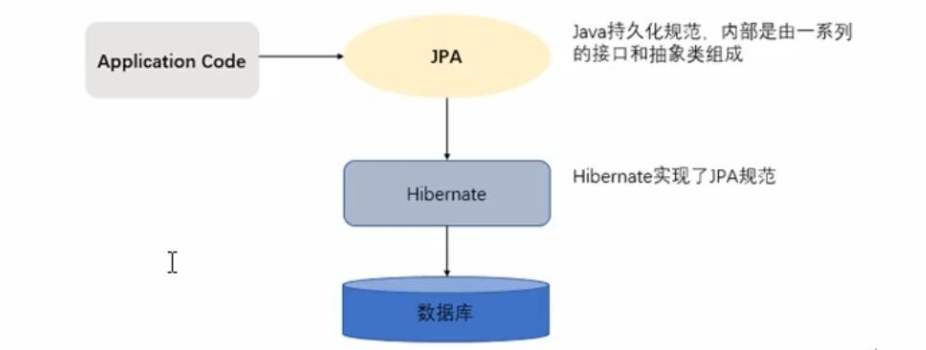 Application Code
JPA
Java持久化规范，内部是由一系列
的接口和抽象类组成
Hibernate
Hibernate实现了JPA规范
数据库